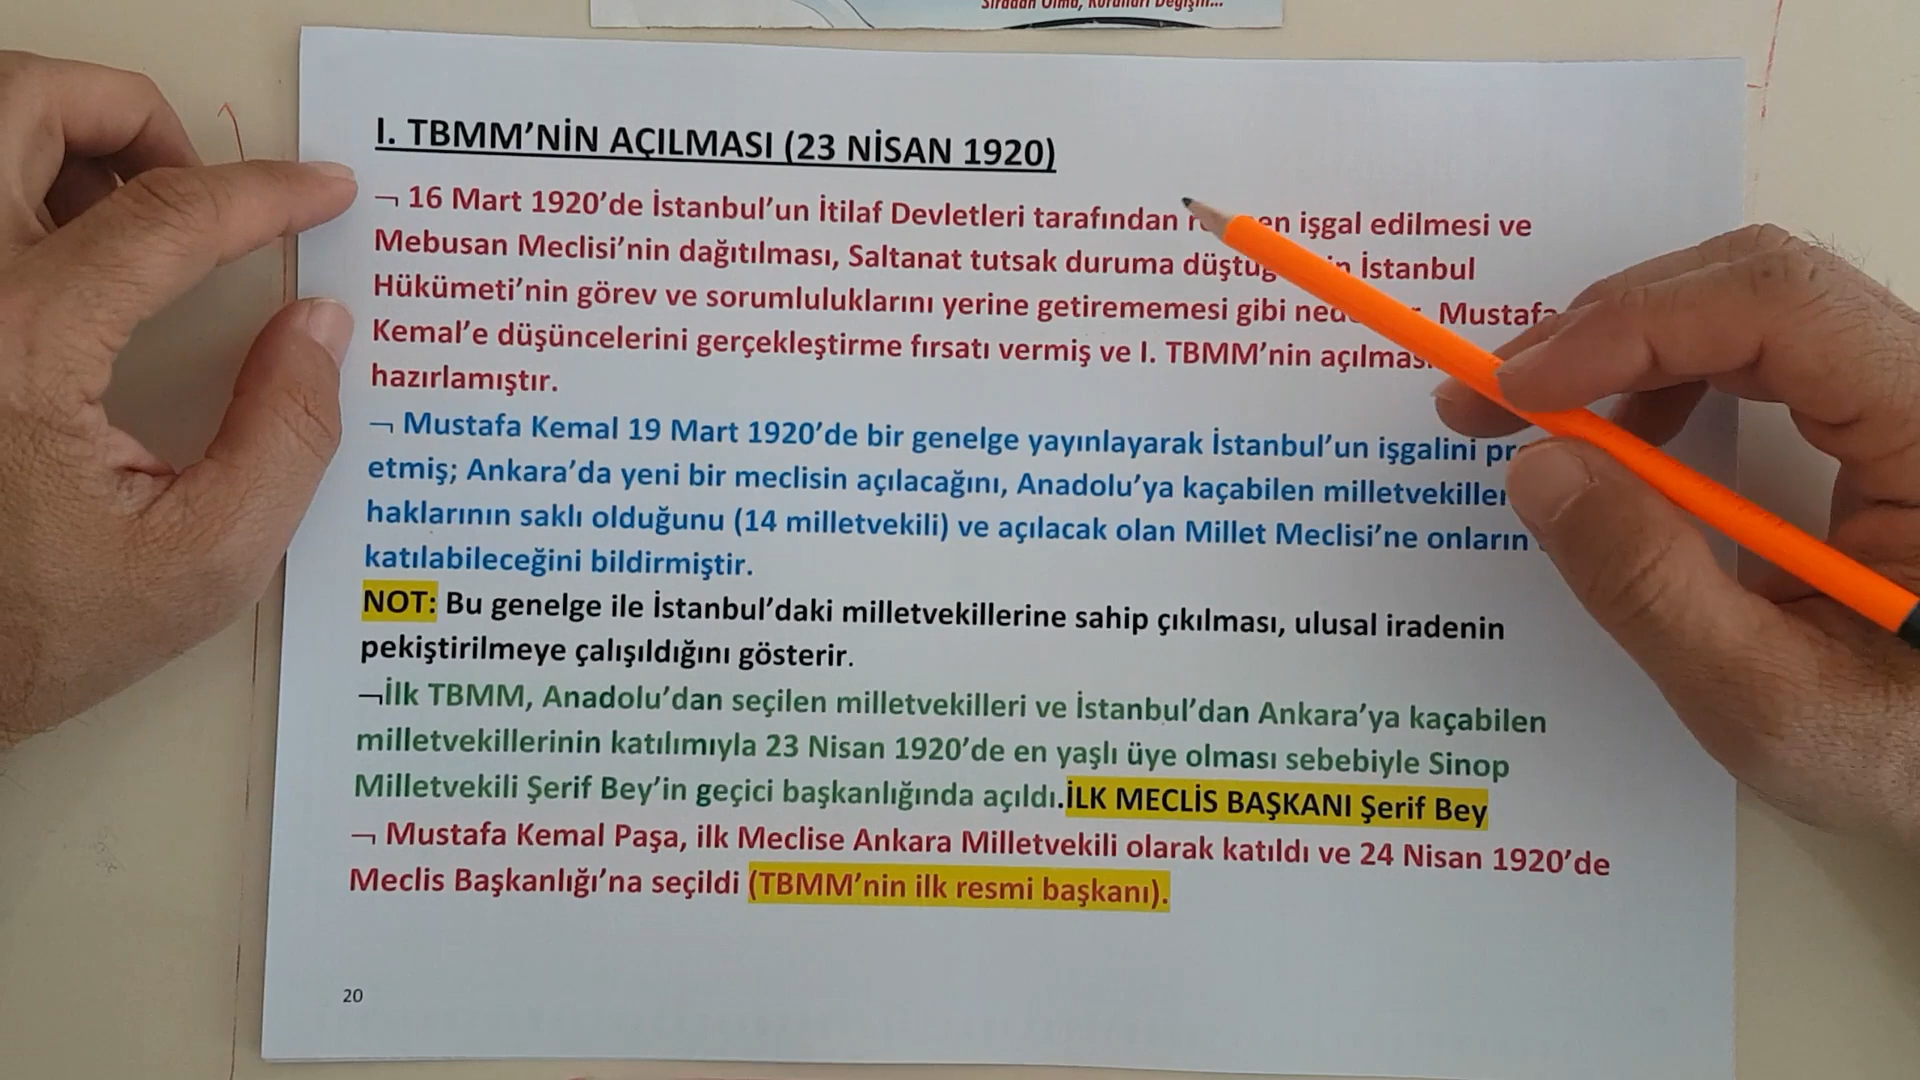 Sıradan Olma, Kuralları Değiştir...
I. TBMM’NİN AÇILMASI (23 NİSAN 1920)
¬ 16 Mart 1920’de İstanbul’un İtilaf Devletleri tarafından işgal edilmesi ve
Mebusan Meclisi’nin dağıtılması, Saltanat tutsak duruma İstanbul
Hükümeti’nin görev ve sorumluluklarını yerine getirememesi gibi Mustafa
Kemal’e düşüncelerini gerçekleştirme fırsatı vermiş ve I. TBMM’nin
hazırlamıştır.
¬ Mustafa Kemal 19 Mart 1920’de bir genelge yayınlayarak İstanbul’un işgalini
etmiş; Ankara’da yeni bir meclisin açılacağını, Anadolu’ya kaçabilen
haklarının saklı olduğunu (14 milletvekili) ve açılacak olan Millet Meclisi’ne onların
katılabileceğini bildirmiştir.
NOT: Bu genelge ile İstanbul’daki milletvekillerine sahip çıkılması, ulusal iradenin
pekiştirilmeye çalışıldığını gösterir.
¬İlk TBMM, Anadolu’dan seçilen milletvekilleri ve İstanbul’dan Ankara’ya kaçabilen
milletvekillerinin katılımıyla 23 Nisan 1920’de en yaşlı üye olması sebebiyle Sinop
Milletvekili Şerif Bey’in geçici başkanlığında açıldı.İLK MECLİS BAŞKANI Şerif Bey
¬ Mustafa Kemal Paşa, ilk Meclise Ankara Milletvekili olarak katıldı ve 24 Nisan 1920’de
Meclis Başkanlığı’na seçildi (TBMM’nin ilk resmi başkanı).
20